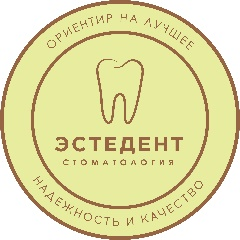 ОРИЕНТИР НА ЛУЧШЕЕ
ЭСТЕДЕНТ
СТОМАТОЛОГИЯ
НАДЕЖНОСТЬ И КАЧЕСТВО